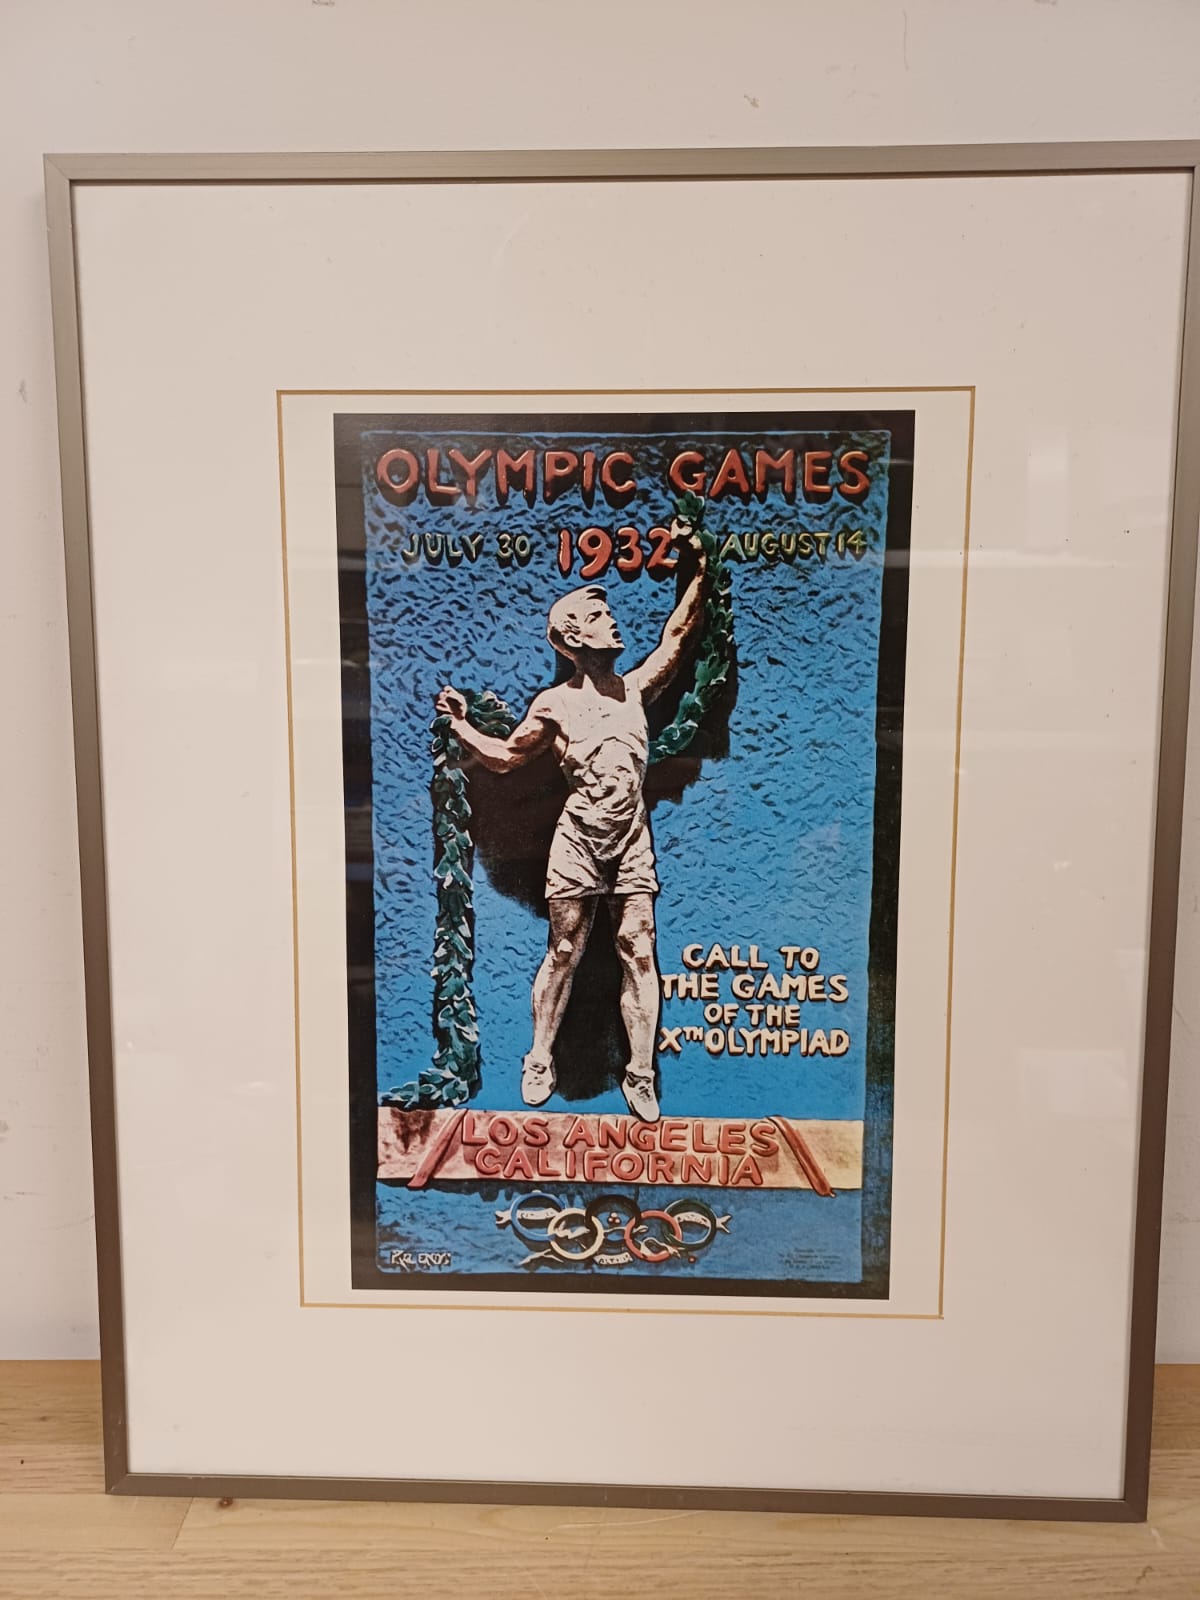 OLYMPIC GAMES
JULY 30 1932 AUGUST 14
CALL TO
THE GAMES
OF THE
XTH OLYMPIAD
LOS ANGELES
CALIFORNIA